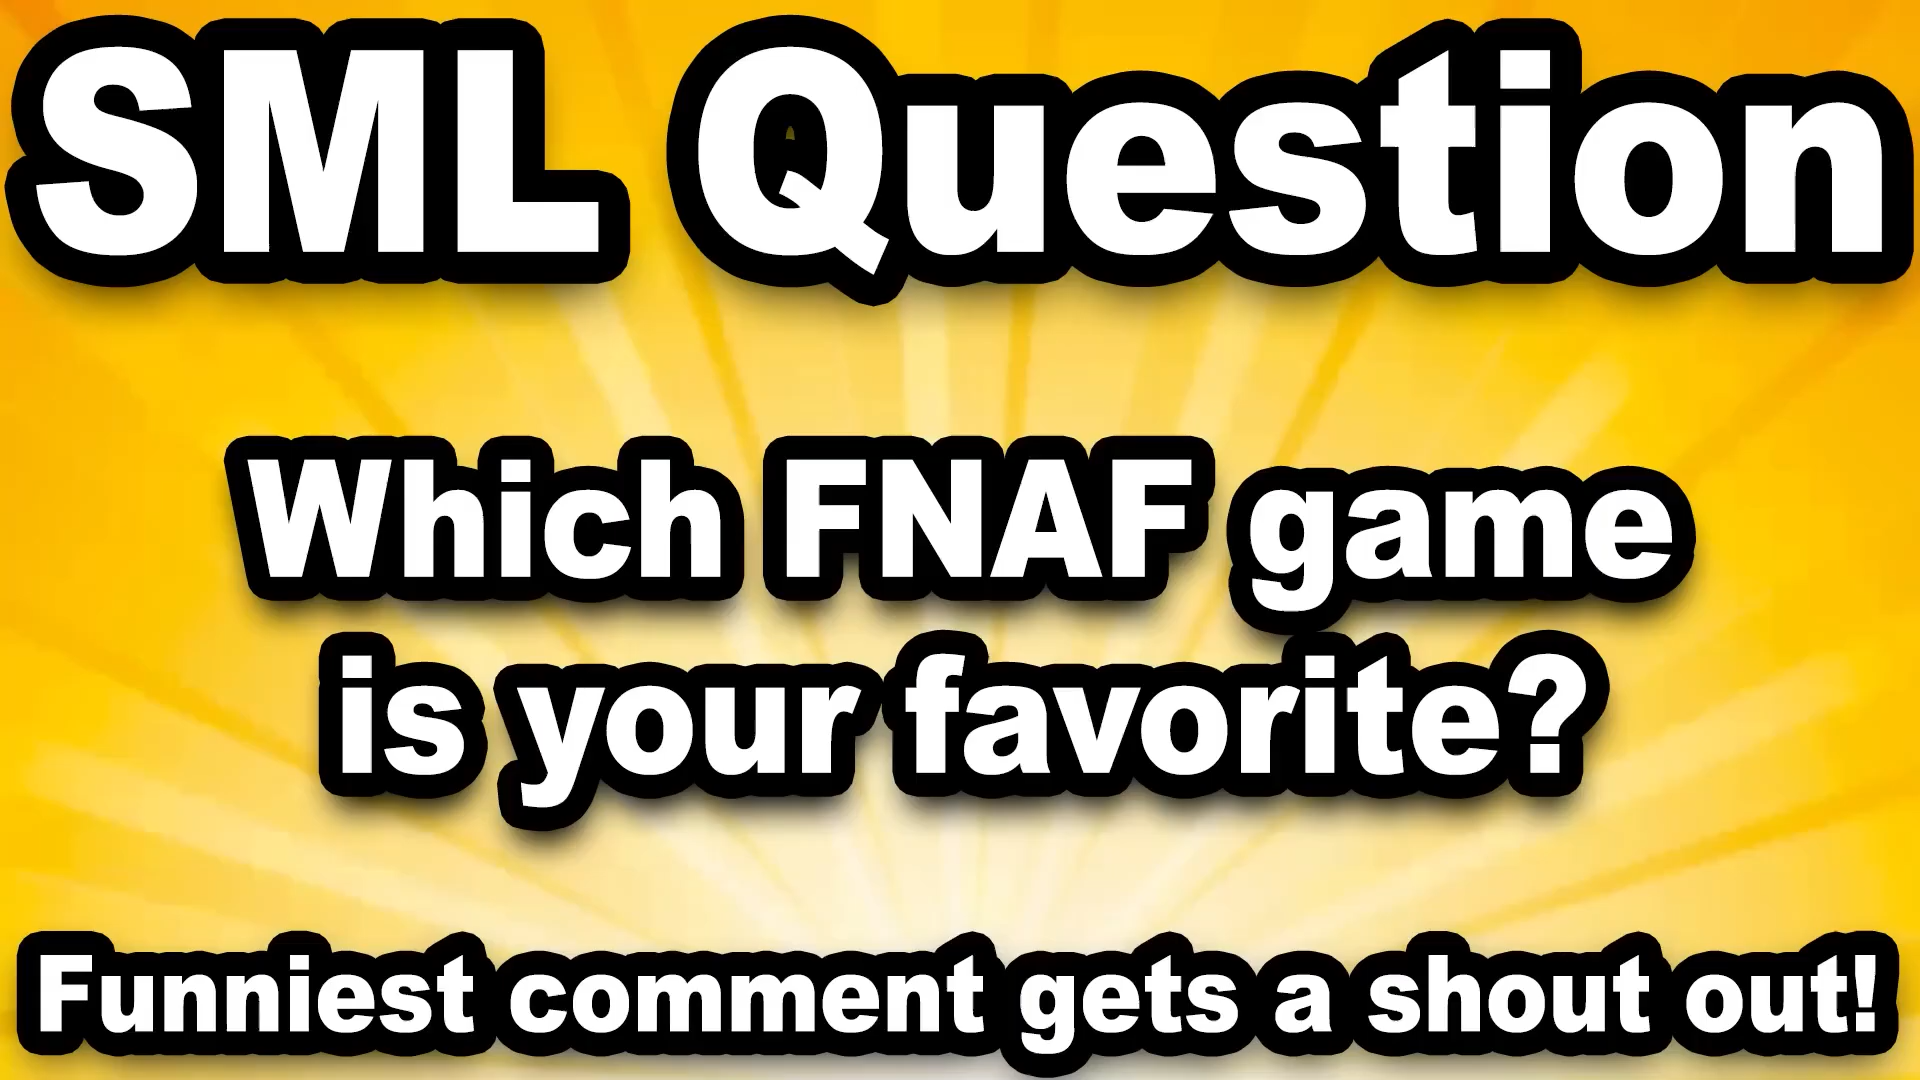 SML Question
Which FNAF game
is your favorite?
Funniest comment gets a shout out!